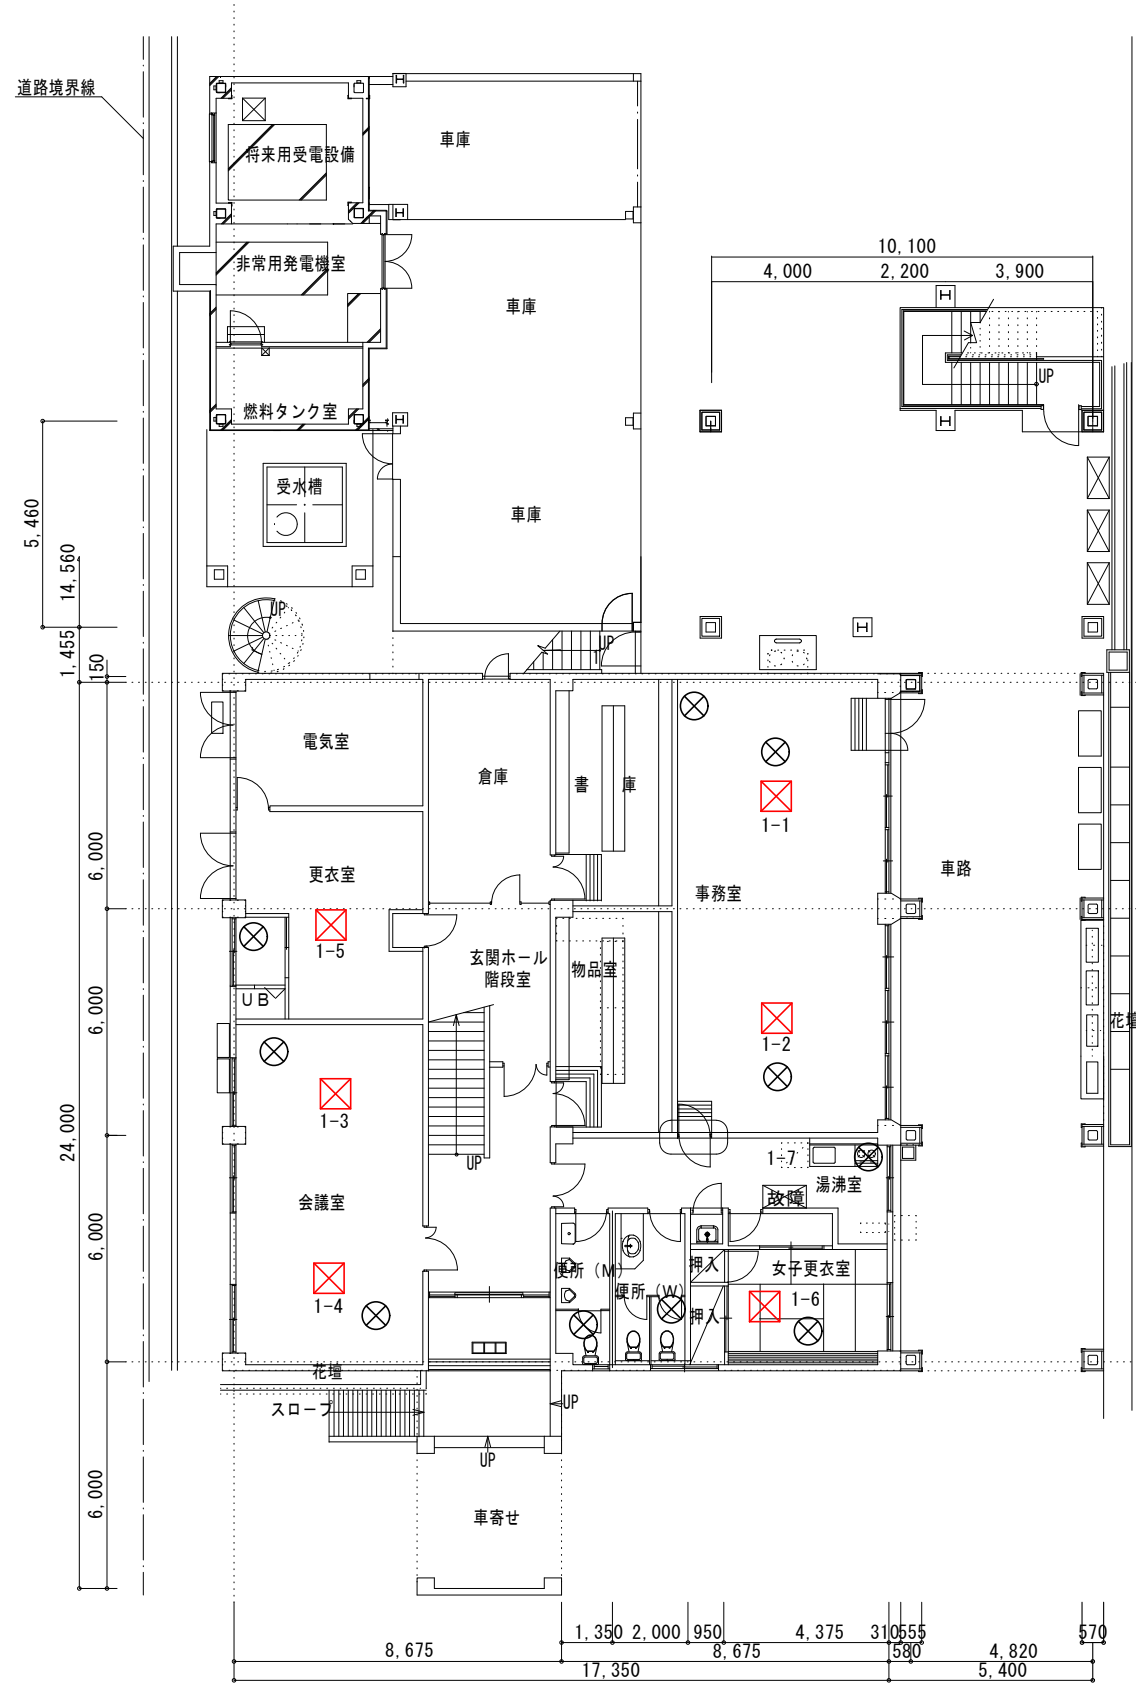 道路境界線
車庫
将来用受電設備
非常用発電機室
車庫
10,100
4,000
2,200
3,900
UP
燃料タンク室
受水槽
車庫
5,460
14,560
1,455
150
UP
UP
電気室
倉庫
書
庫
1-1
6,000
更衣室
事務室
車路
1-5
玄関ホール
階段室
物品室
UB
6,000
1-2
花壇
24,000
1-3
UP
1-7
湯沸室
会議室
故障
6,000
便所（M）
便所（W）
押入
女子更衣室
押入
1-6
1-4
花壇
スロープ
UP
UP
6,000
車寄せ
1,350
2,000
950
4,375
310
555
570
8,675
8,675
580
4,820
17,350
5,400